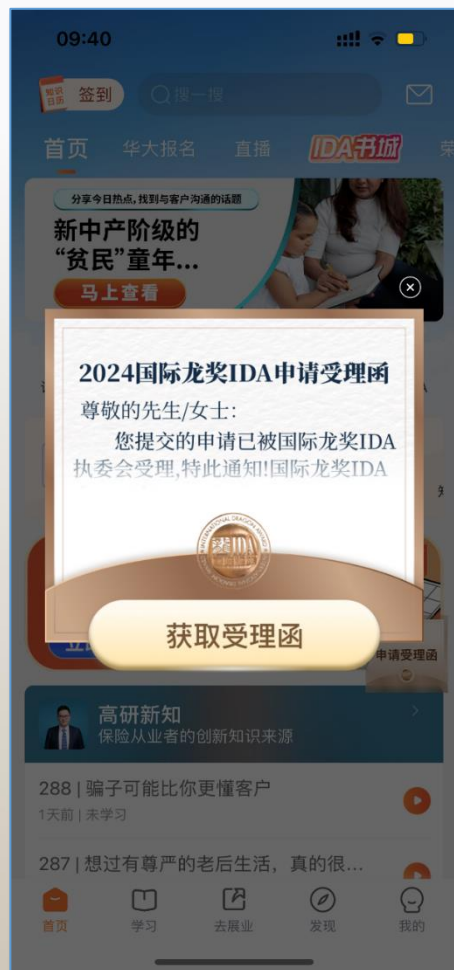 09:40
知识
日历
签到
搜一搜
首页
华大报名
直播
IDA书城
荣
分享今日热点,找到与客户沟通的话题
新中产阶级的
“贫民”童年...
马上查看
2024国际龙奖IDA申请受理函
尊敬的先生/女士：
您提交的申请已被国际龙奖IDA
执委会受理,特此通知!国际龙奖IDA
INTERNATIONAL DRAGON AWARD
IDA
获取受理函
申请受理函
高研新知
保险从业者的创新知识来源
288 | 骗子可能比你更懂客户
1天前 | 未学习
287 | 想过有尊严的老后生活，真的很...
首页
学习
去展业
发现
我的